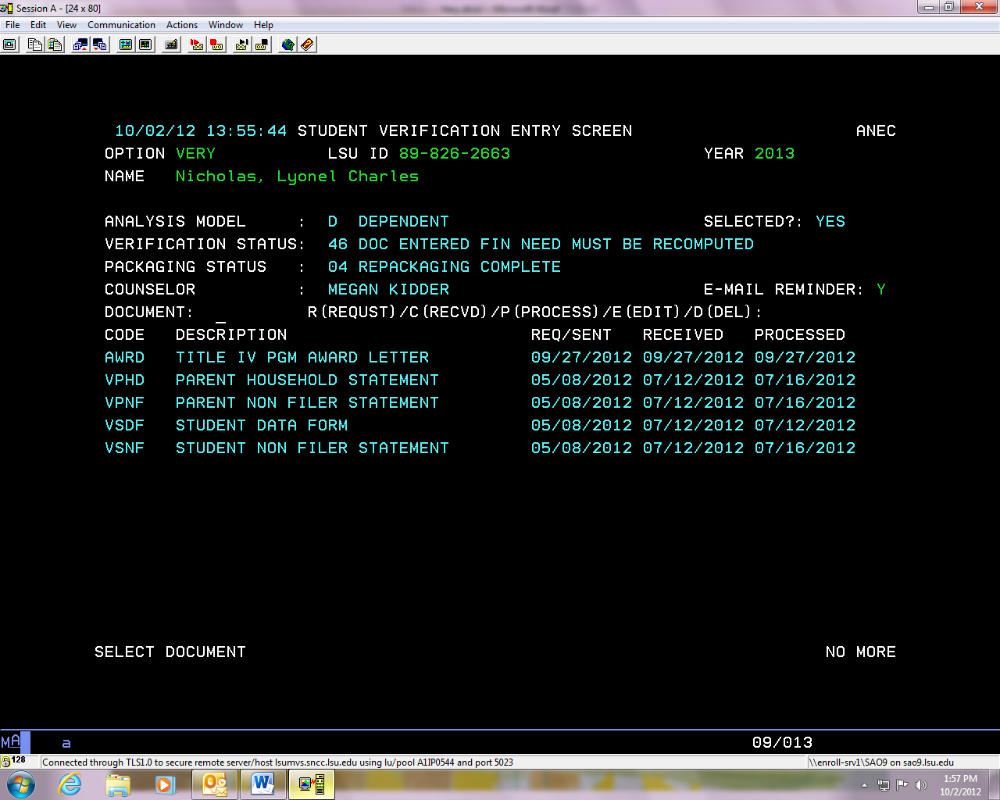 Session A - [24 x 80]
File Edit View Communication Actions Window Help
10/02/12 13:55:44 STUDENT VERIFICATION ENTRY SCREEN ANEC
OPTION VERY LSU ID 89-826-2663 YEAR 2013
NAME Nicholas, Lyonel Charles
ANALYSIS MODEL : D DEPENDENT SELECTED?: YES
VERIFICATION STATUS: 46 DOC ENTERED FIN NEED MUST BE RECOMPUTED
PACKAGING STATUS : 04 REPACKAGING COMPLETE
COUNSELOR : MEGAN KIDDER E-MAIL REMINDER: Y
DOCUMENT: _ R(REQUST)/C(RECVD)/P(PROCESS)/E(EDIT)/D(DEL):
CODE DESCRIPTION REQ/SENT RECEIVED PROCESSED
AWRD TITLE IV PGM AWARD LETTER 09/27/2012 09/27/2012 09/27/2012
VPHD PARENT HOUSEHOLD STATEMENT 05/08/2012 07/12/2012 07/16/2012
VPNF PARENT NON FILER STATEMENT 05/08/2012 07/12/2012 07/16/2012
VSDF STUDENT DATA FORM 05/08/2012 07/12/2012 07/12/2012
VSNF STUDENT NON FILER STATEMENT 05/08/2012 07/12/2012 07/16/2012
SELECT DOCUMENT NO MORE
MA a 09/013
128 Connected through TLS1.0 to secure remote server/host lsumvs.sncc.lsu.edu using lu/pool A1IP0544 and port 5023 \\enroll-srv1\SAO9 on sao9.lsu.edu
1:57 PM
10/2/2012